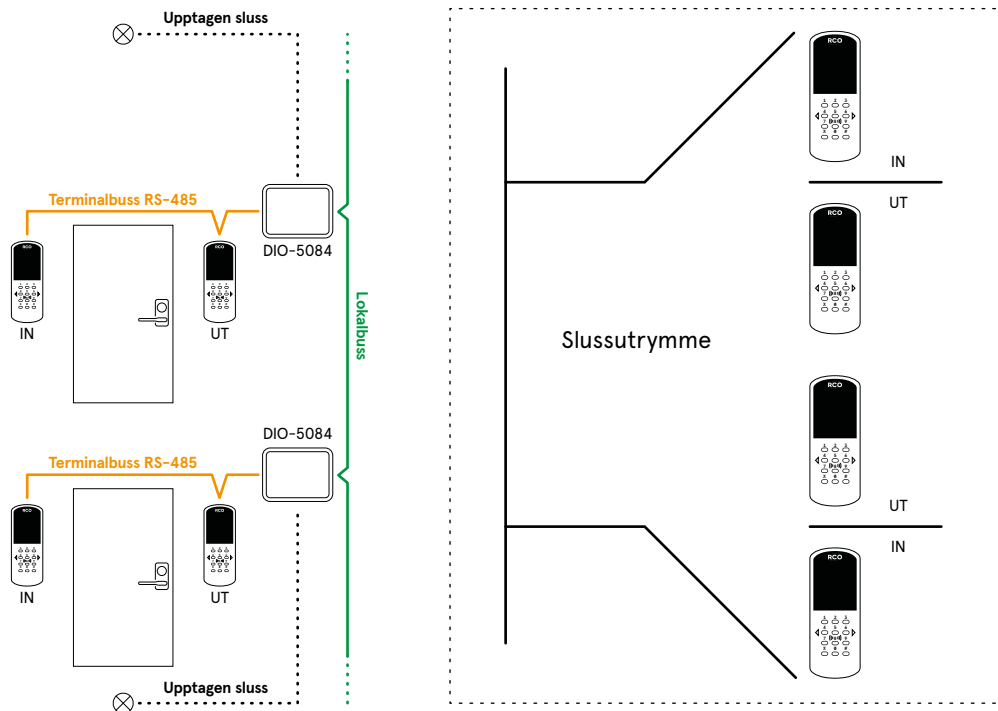 Upptagen sluss
Terminalbuss RS-485
DIO-5084
RCO
RCO
IN
UT
Lokalbuss
DIO-5084
Terminalbuss RS-485
RCO
RCO
IN
UT
Upptagen sluss
RCO
IN
UT
RCO
Slussutrymme
RCO
UT
IN
RCO